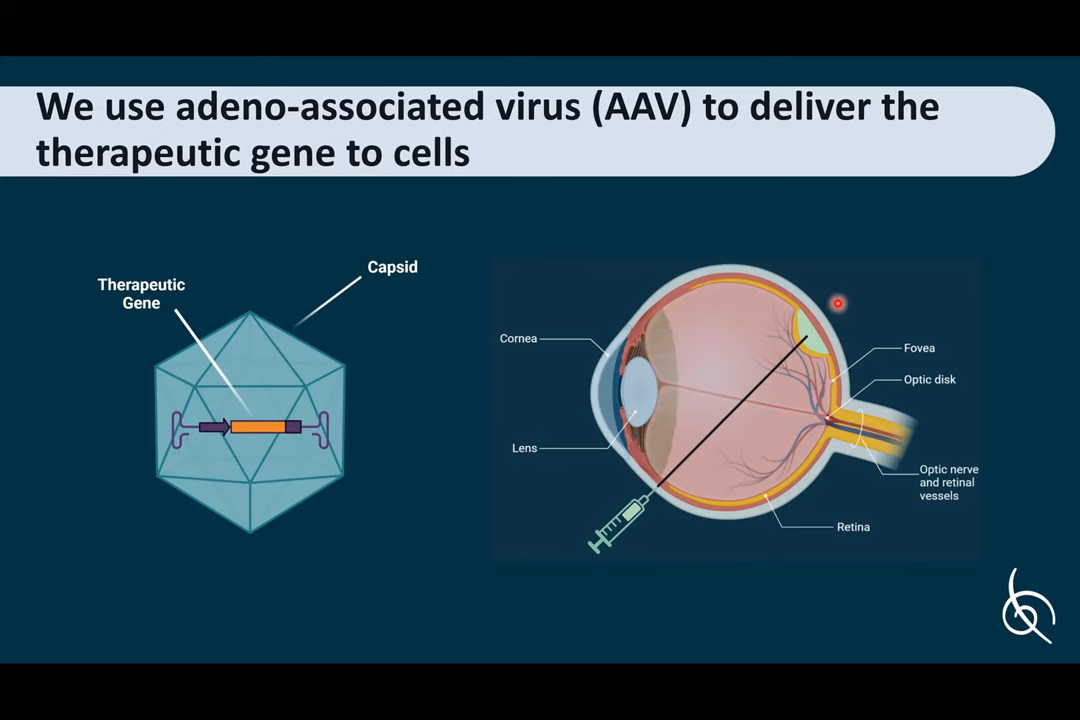 We use adeno-associated virus (AAV) to deliver the
therapeutic gene to cells
Therapeutic
Gene
Capsid
Cornea
Lens
Fovea
Optic disk
Optic nerve
and retinal
vessels
Retina